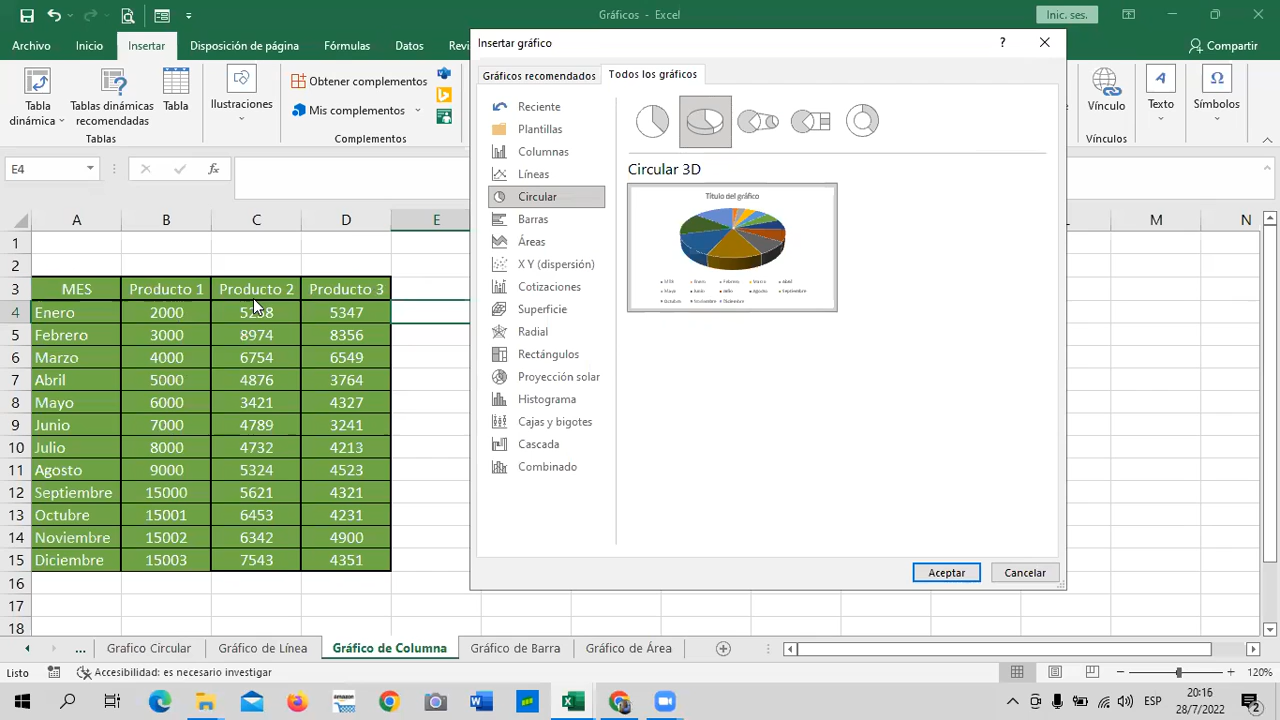 Gráficos - Excel
Inic. ses.
Archivo Inicio Insertar Disposición de página Fórmulas Datos Revi
Compartir
Tabla dinámica
Tablas dinámicas recomendadas
Tabla
Tablas
Ilustraciones
Obtener complementos
Mis complementos
Complementos
Vínculo
Vínculos
Texto
Símbolos
E4
fx
Insertar gráfico
?
Gráficos recomendados Todos los gráficos
Reciente
Plantillas
Columnas
Líneas
Circular
Barras
Áreas
X Y (dispersión)
Cotizaciones
Superficie
Radial
Rectángulos
Proyección solar
Histograma
Cajas y bigotes
Cascada
Combinado
Circular 3D
Título del gráfico
Aceptar Cancelar
A B C D E M N
1
2
3 MES Producto 1 Producto 2 Producto 3
Enero 2000 5347
5 Febrero 3000 8974 8356
6 Marzo 4000 6754 6549
7 Abril 5000 4876 3764
8 Mayo 6000 3421 4327
9 Junio 7000 4789 3241
10 Julio 8000 4732 4213
11 Agosto 9000 5324 4523
12 Septiembre 15000 5621 4321
13 Octubre 15001 6453 4231
14 Noviembre 15002 6342 4900
15 Diciembre 15003 7543 4351
16
17
18
... Grafico Circular Gráfico de Línea Gráfico de Columna Gráfico de Barra Gráfico de Área
Listo Accesibilidad: es necesario investigar 120%
ESP 20:16
28/7/2022 2